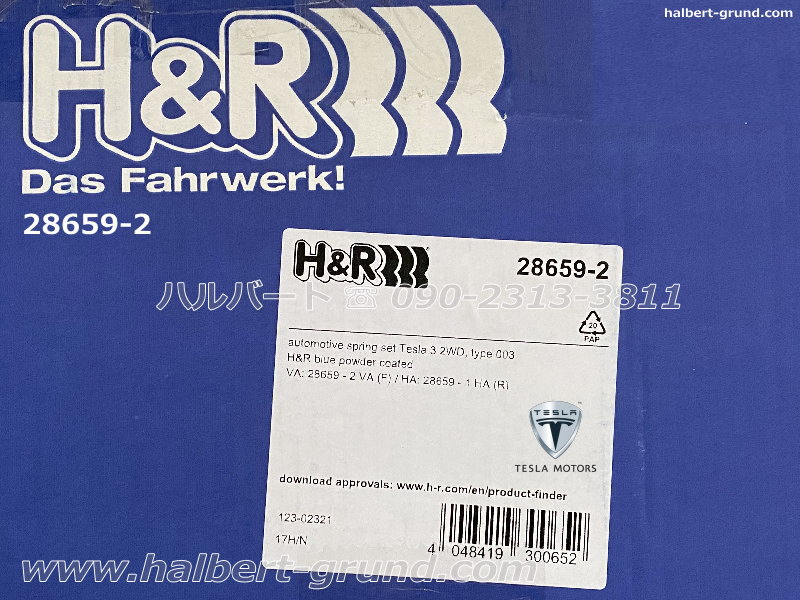 halbert-grund.com
H&R
Das Fahrwerk!
28659-2
H&R
28659-2
ハルバート ☏ 090-2313-3811
20
PAP
automotive spring set Tesla 3 2WD, type 003
H&R blue powder coated
VA: 28659 - 2 VA (F) / HA: 28659 - 1 HA (R)
TESLA
TESLA MOTORS
download approvals: www.h-r.com/en/product-finder
123-02321
17H/N
4 048419 300652
www.halbert-grund.com